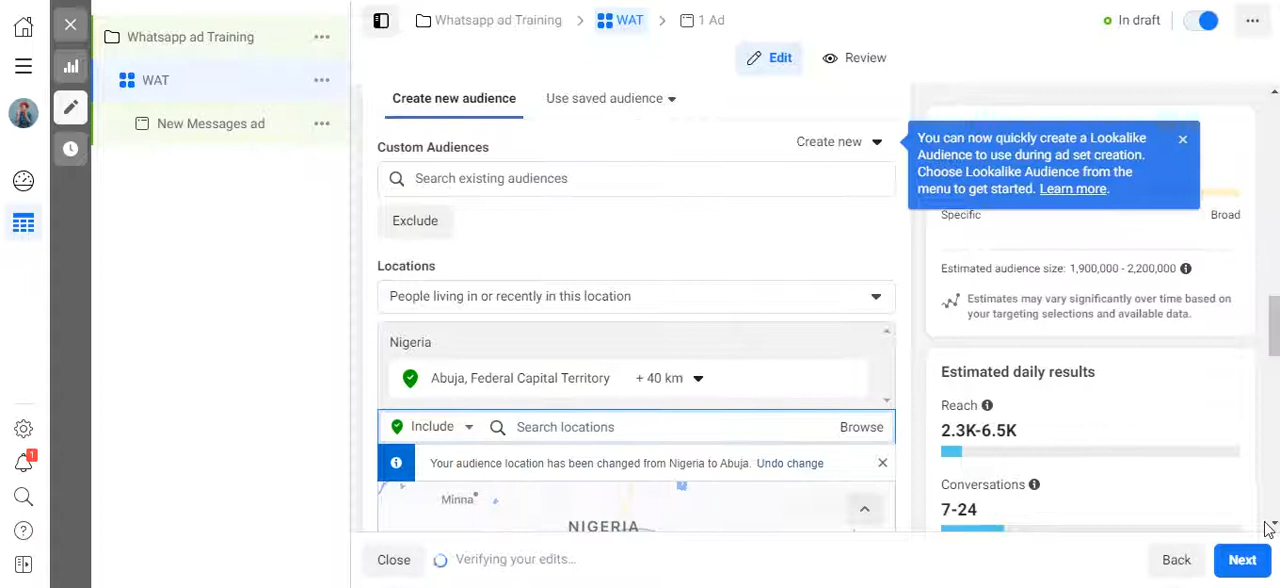 Whatsapp ad Training
WAT
1 Ad
In draft
Whatsapp ad Training
WAT
New Messages ad
Edit
Review
Create new audience
Use saved audience
Custom Audiences
Create new
Search existing audiences
Exclude
Locations
People living in or recently in this location
Nigeria
Abuja, Federal Capital Territory
+ 40 km
Include
Search locations
Browse
Your audience location has been changed from Nigeria to Abuja. Undo change
Minna
NIGERIA
You can now quickly create a Lookalike
Audience to use during ad set creation.
Choose Lookalike Audience from the
menu to get started. Learn more.
Specific
Broad
Estimated audience size: 1,900,000 - 2,200,000
Estimates may vary significantly over time based on
your targeting selections and available data.
Estimated daily results
Reach
2.3K-6.5K
Conversations
7-24
1
Close
Verifying your edits...
Back
Next